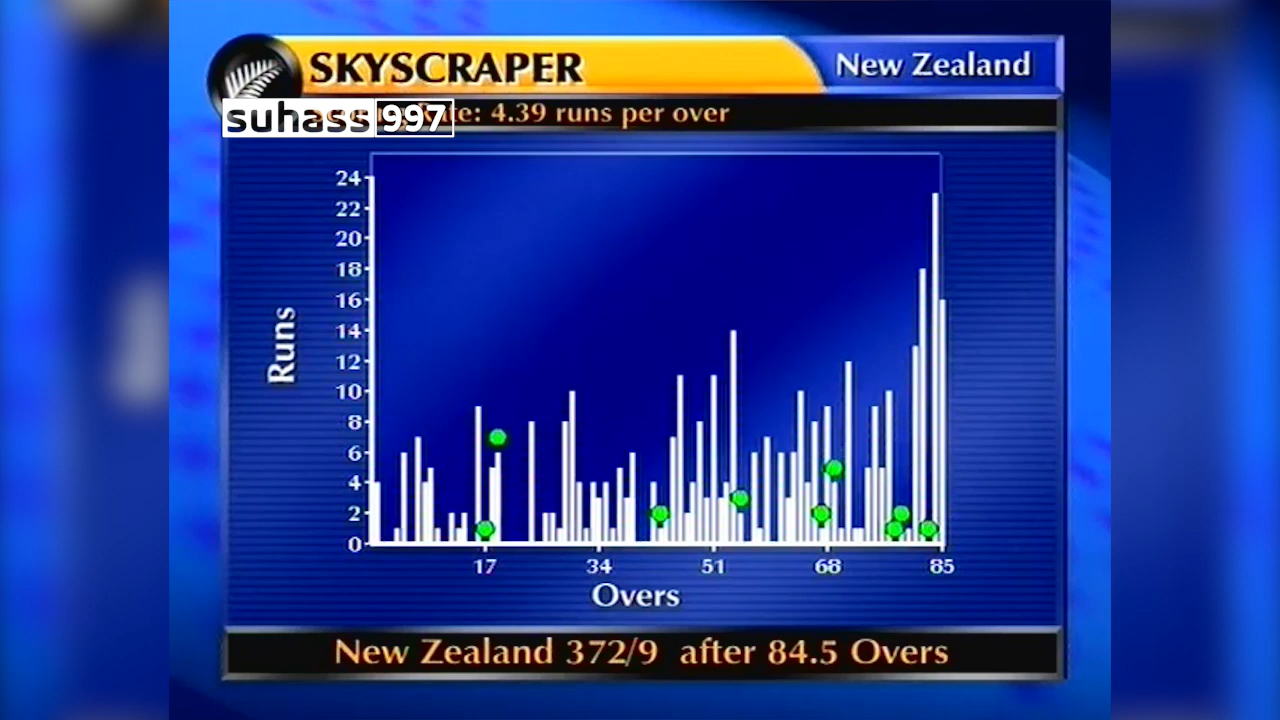 SKYSCRAPER
New Zealand
suhass 997
Rate: 4.39 runs per over
24
22
20
18
16
14
12
10
8
6
4
2
0
Runs
17 34 51 68 85
Overs
New Zealand 372/9 after 84.5 Overs